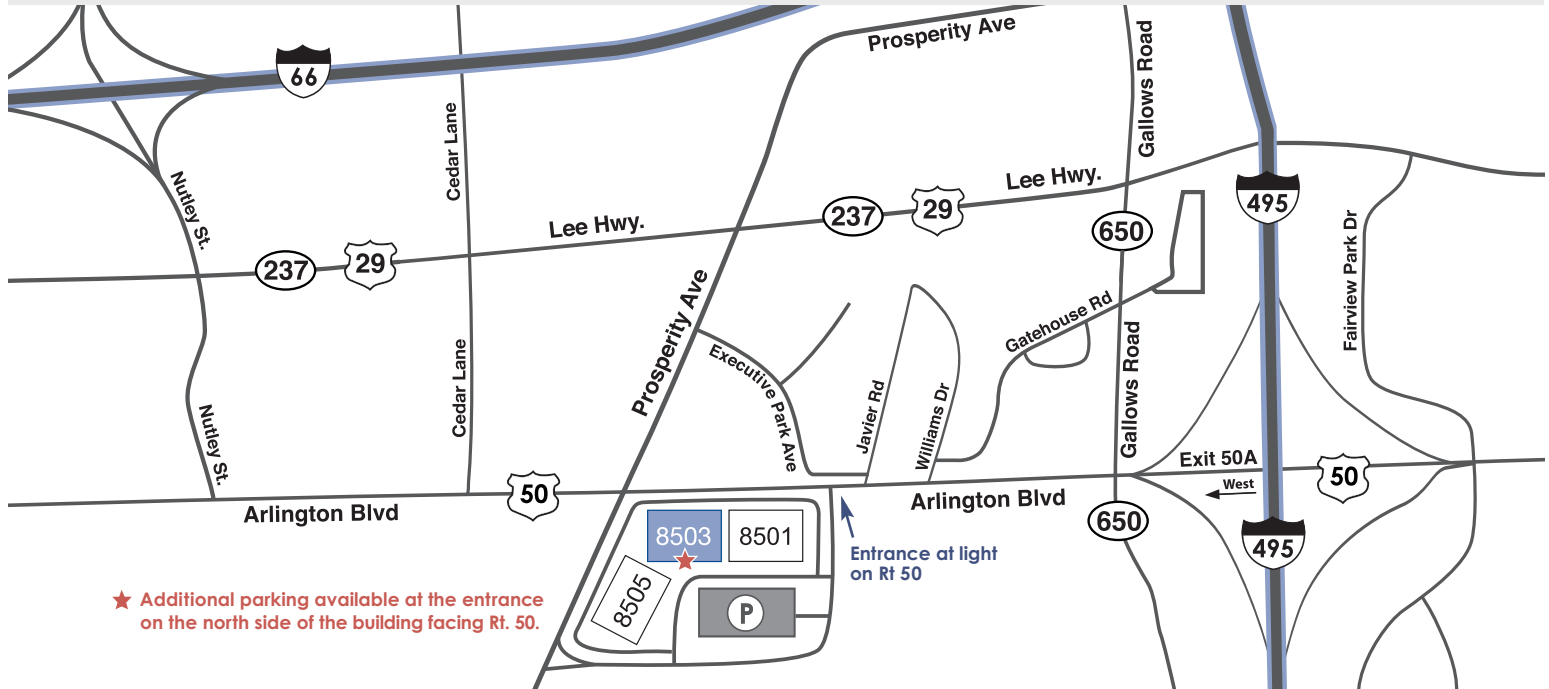 Prosperity Ave
66
Gallows Road
Cedar Lane
Nutley St.
Lee Hwy.
495
237
29
650
Lee Hwy.
Fairview Park Dr
237
29
Prosperity Ave
Gatehouse Rd
Executive Park Ave
Cedar Lane
Javier Rd
Williams Dr
Gallows Road
Nutley St.
Exit 50A
50
West
50
Arlington Blvd
Arlington Blvd
650
8503
8501
495
Entrance at light
on Rt 50
8505
P
Additional parking available at the entrance
on the north side of the building facing Rt. 50.